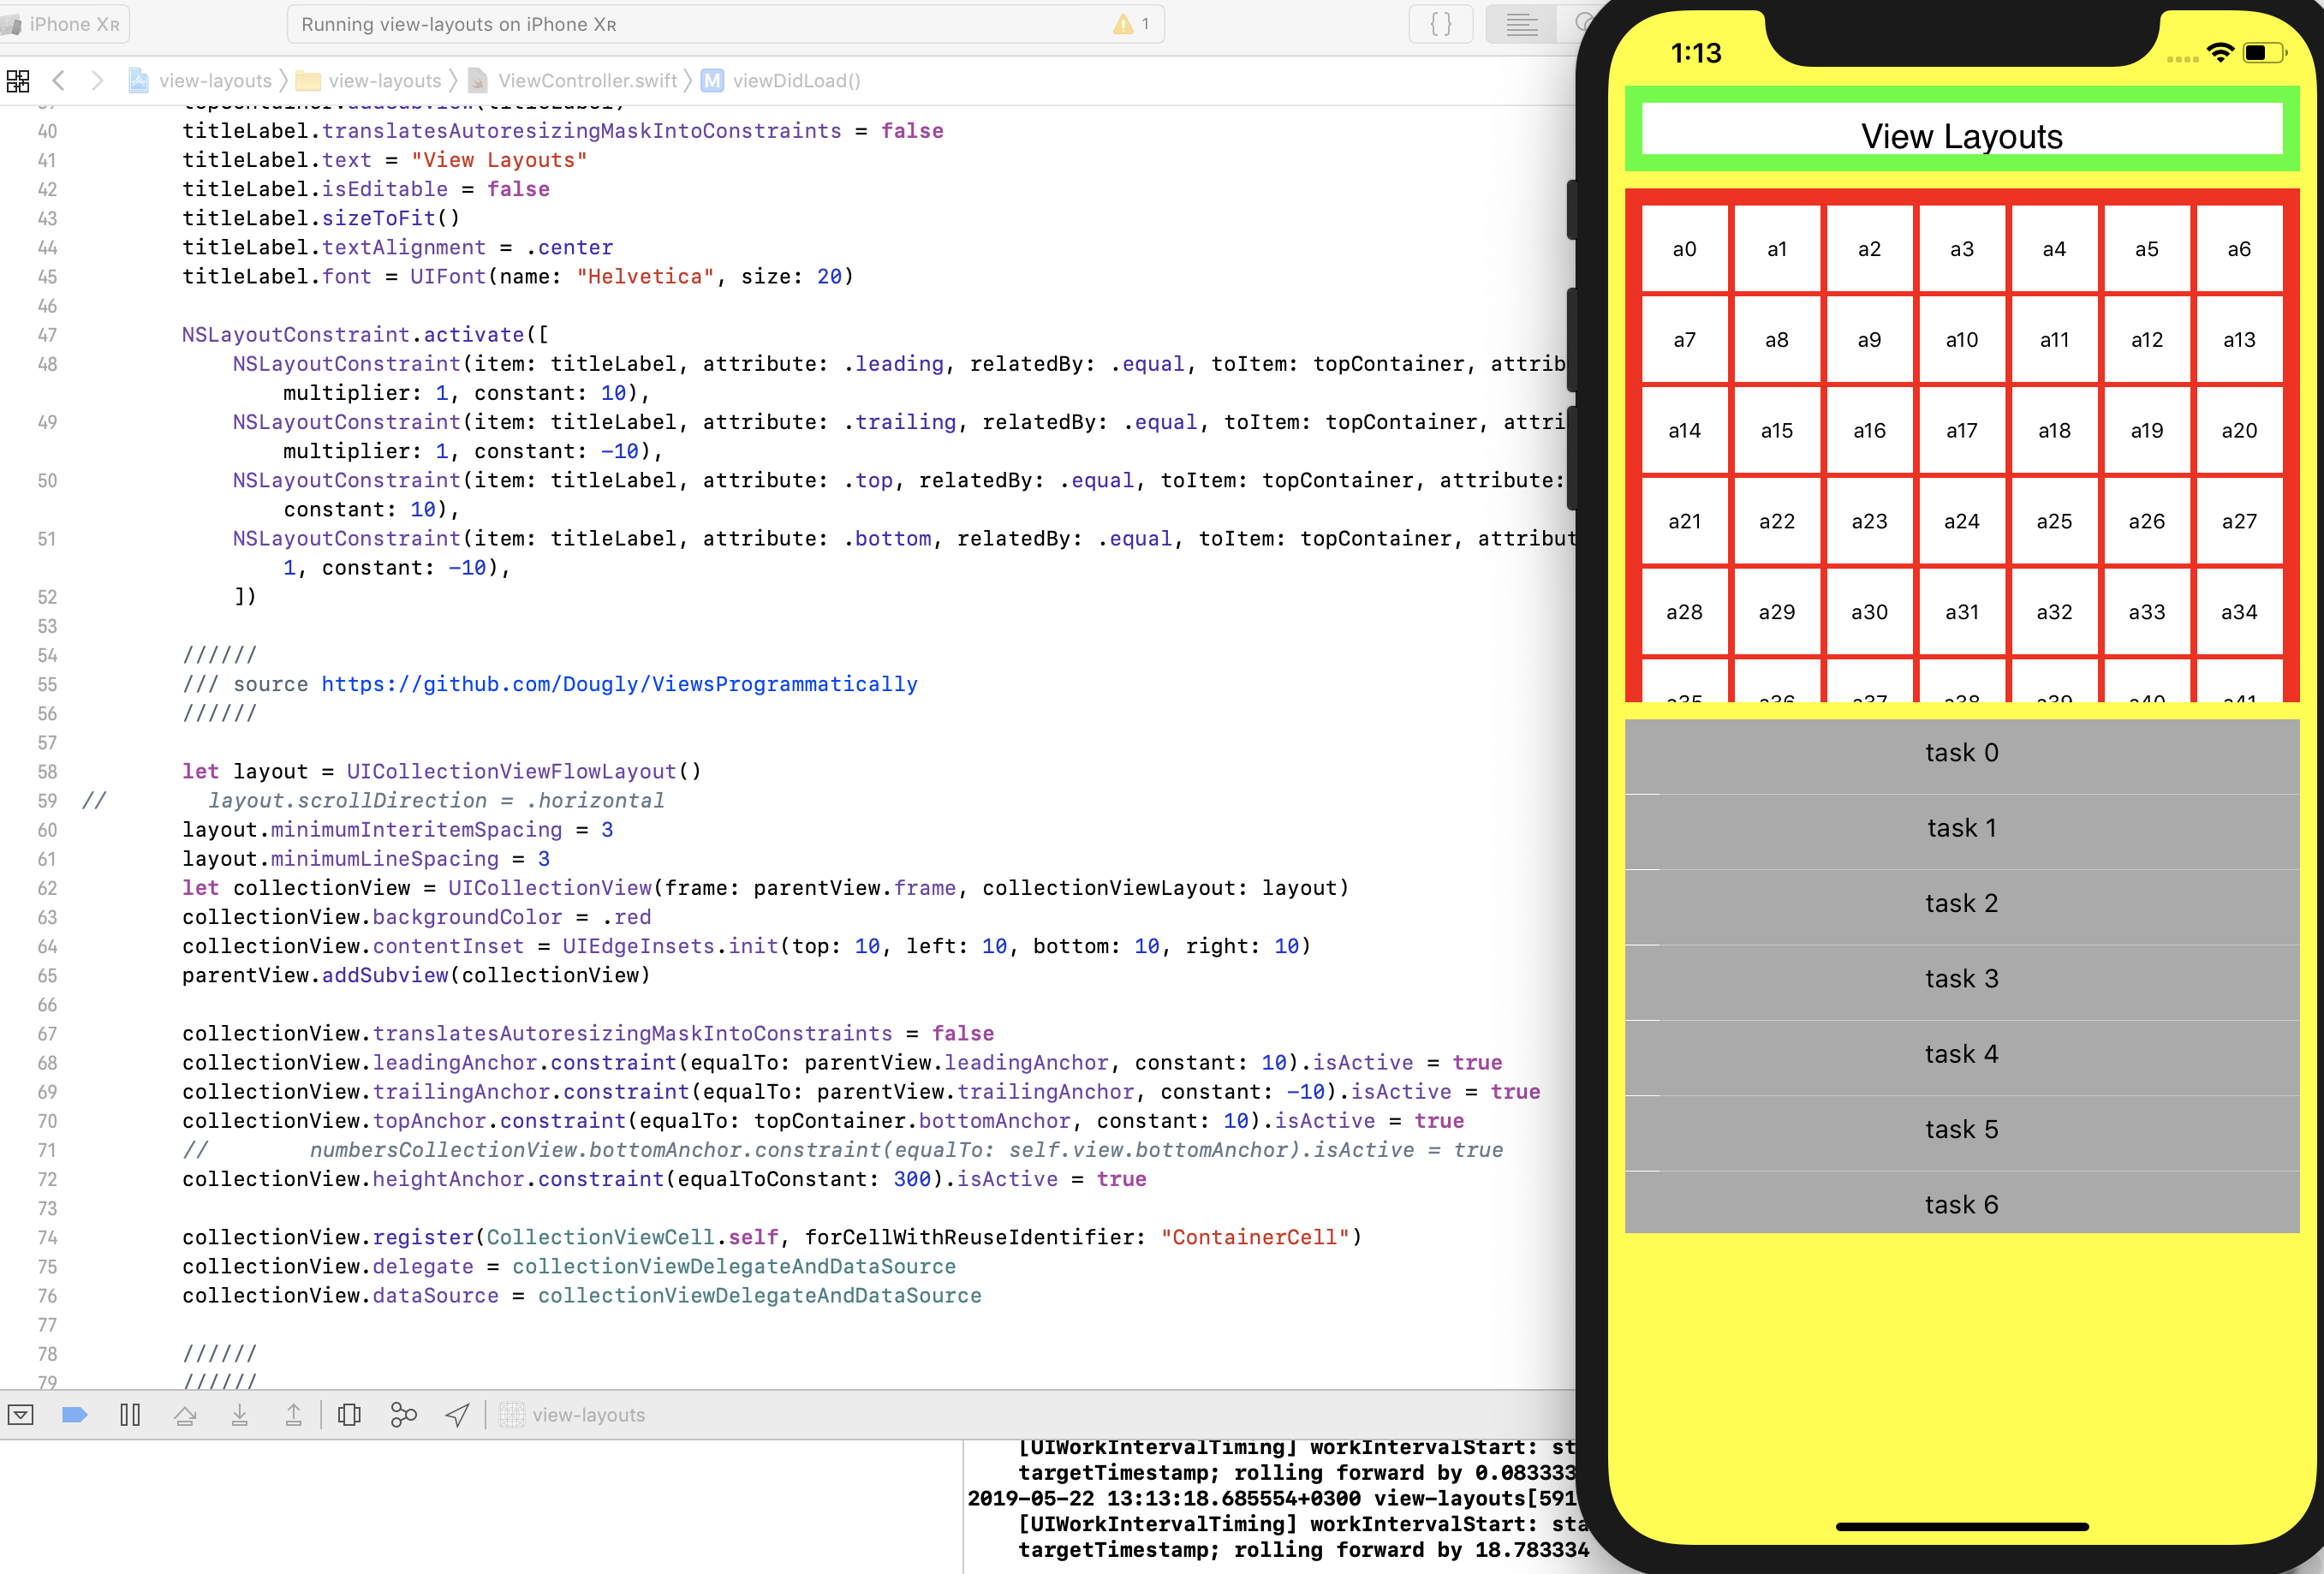 iPhone XR
Running view-layouts on iPhone XR
1
{ }
view-layouts
view-layouts
ViewController.swift
M
viewDidLoad()
40 titleLabel.translatesAutoresizingMaskIntoConstraints = false
41 titleLabel.text = "View Layouts"
42 titleLabel.isEditable = false
43 titleLabel.sizeToFit()
44 titleLabel.textAlignment = .center
45 titleLabel.font = UIFont(name: "Helvetica", size: 20)
46
47 NSLayoutConstraint.activate([
48 NSLayoutConstraint(item: titleLabel, attribute: .leading, relatedBy: .equal, toItem: topContainer, attrib
multiplier: 1, constant: 10),
49 NSLayoutConstraint(item: titleLabel, attribute: .trailing, relatedBy: .equal, toItem: topContainer, attri
multiplier: 1, constant: -10),
50 NSLayoutConstraint(item: titleLabel, attribute: .top, relatedBy: .equal, toItem: topContainer, attribute:
constant: 10),
51 NSLayoutConstraint(item: titleLabel, attribute: .bottom, relatedBy: .equal, toItem: topContainer, attribut
1, constant: -10),
52 ])
53
54 //////
55 /// source https://github.com/Dougly/ViewsProgrammatically
56 //////
57
58 let layout = UICollectionViewFlowLayout()
59 // layout.scrollDirection = .horizontal
60 layout.minimumInteritemSpacing = 3
61 layout.minimumLineSpacing = 3
62 let collectionView = UICollectionView(frame: parentView.frame, collectionViewLayout: layout)
63 collectionView.backgroundColor = .red
64 collectionView.contentInset = UIEdgeInsets.init(top: 10, left: 10, bottom: 10, right: 10)
65 parentView.addSubview(collectionView)
66
67 collectionView.translatesAutoresizingMaskIntoConstraints = false
68 collectionView.leadingAnchor.constraint(equalTo: parentView.leadingAnchor, constant: 10).isActive = true
69 collectionView.trailingAnchor.constraint(equalTo: parentView.trailingAnchor, constant: -10).isActive = true
70 collectionView.topAnchor.constraint(equalTo: topContainer.bottomAnchor, constant: 10).isActive = true
71 // numbersCollectionView.bottomAnchor.constraint(equalTo: self.view.bottomAnchor).isActive = true
72 collectionView.heightAnchor.constraint(equalToConstant: 300).isActive = true
73
74 collectionView.register(CollectionViewCell.self, forCellWithReuseIdentifier: "ContainerCell")
75 collectionView.delegate = collectionViewDelegateAndDataSource
76 collectionView.dataSource = collectionViewDelegateAndDataSource
77
78 //////
79 //////
view-layouts
[UIWorkIntervalTiming] workIntervalStart: st
targetTimestamp; rolling forward by 0.083333
2019-05-22 13:13:18.685554+0300 view-layouts[591
[UIWorkIntervalTiming] workIntervalStart: sta
targetTimestamp; rolling forward by 18.783334
1:13
View Layouts
a0 a1 a2 a3 a4 a5 a6
a7 a8 a9 a10 a11 a12 a13
a14 a15 a16 a17 a18 a19 a20
a21 a22 a23 a24 a25 a26 a27
a28 a29 a30 a31 a32 a33 a34
a35 a36 a37 a38 a39 a40 a41
task 0
task 1
task 2
task 3
task 4
task 5
task 6